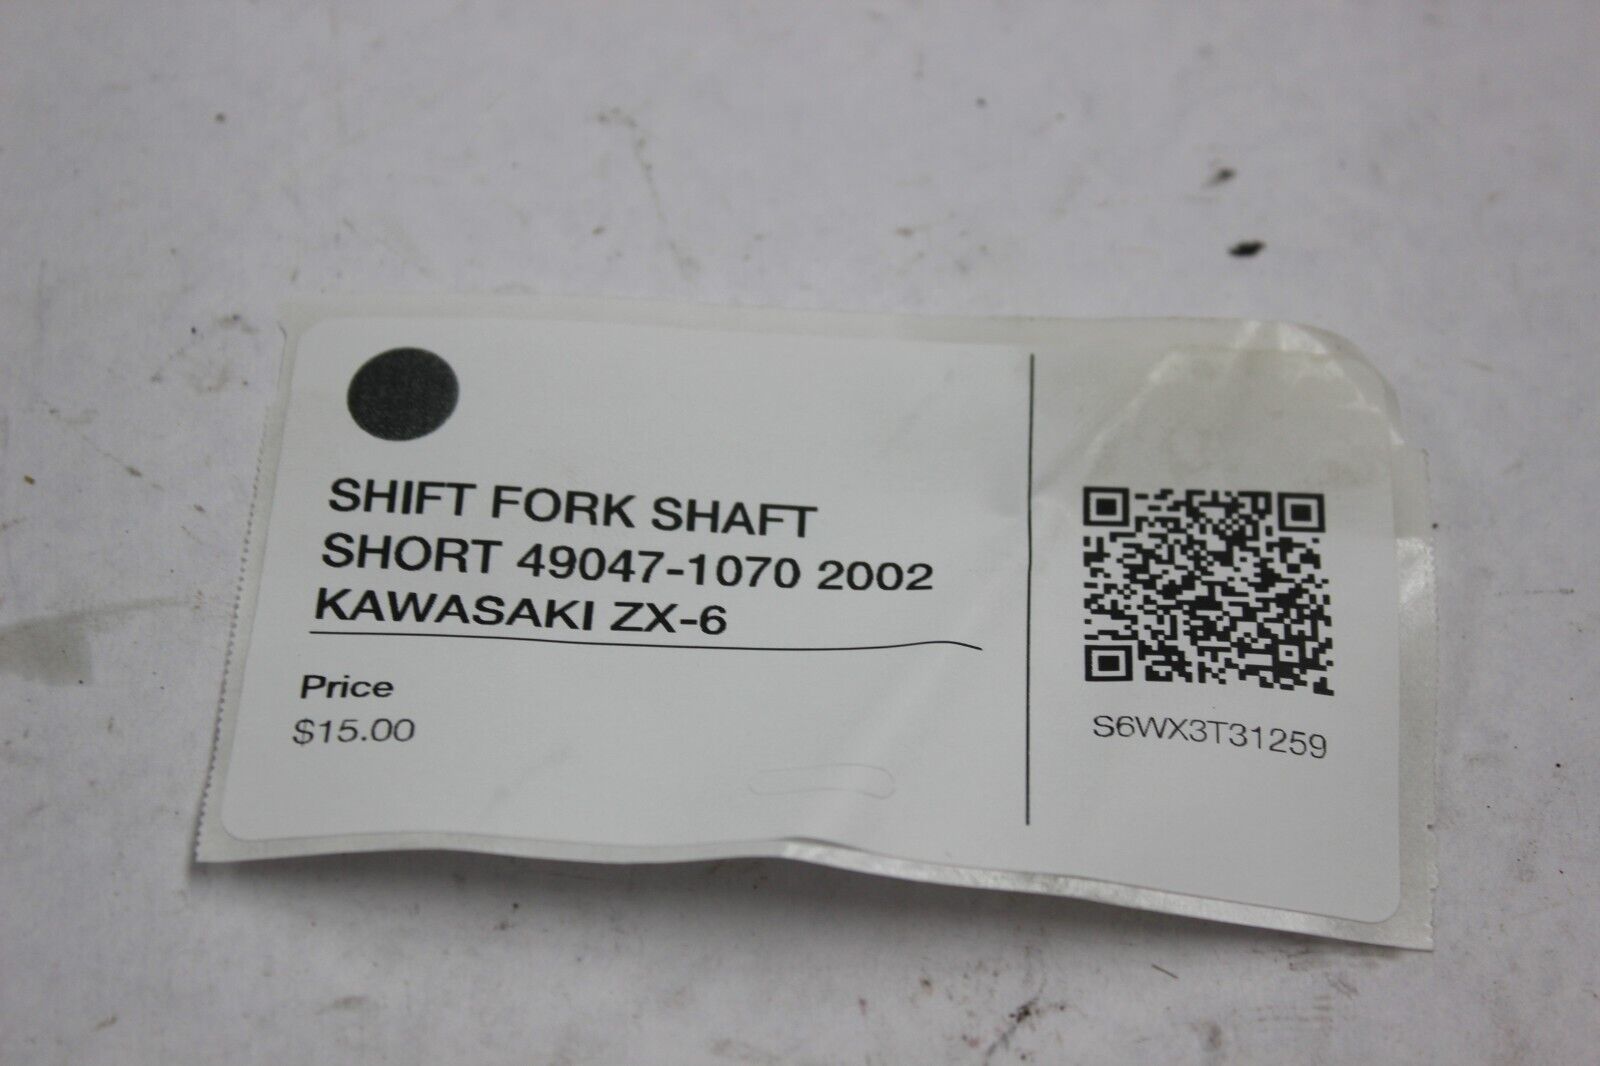 SHIFT FORK SHAFT
SHORT 49047-1070 2002
KAWASAKI ZX-6
Price
$15.00
S6WX3T31259